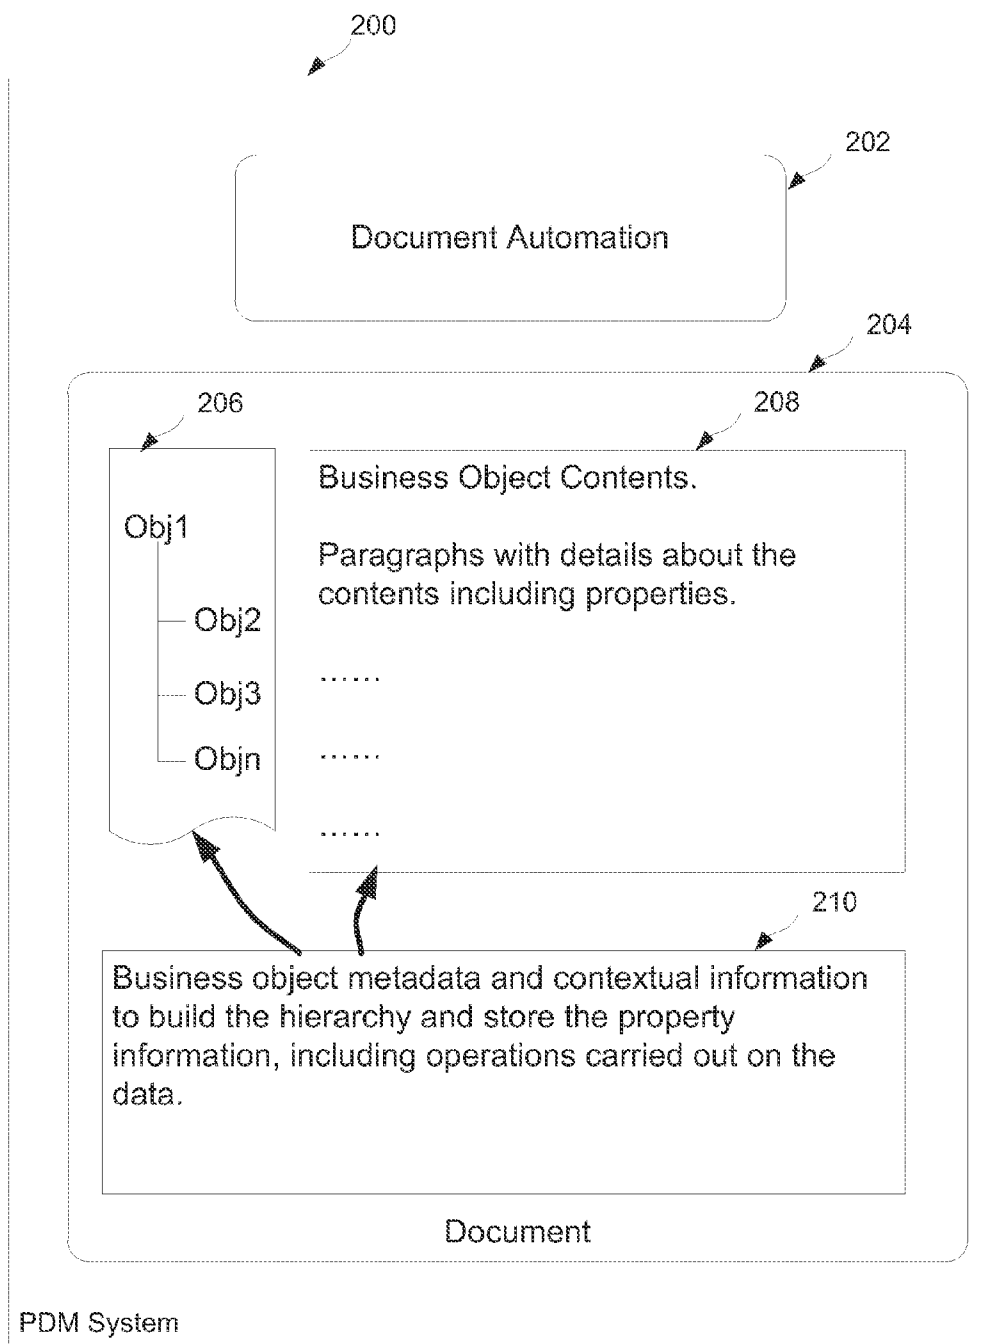 200
202
Document Automation
204
206
208
Business Object Contents.
Obj1
Paragraphs with details about the
contents including properties.
Obj2
......
Obj3
......
Objn
......
210
Business object metadata and contextual information
to build the hierarchy and store the property
information, including operations carried out on the
data.
Document
PDM System